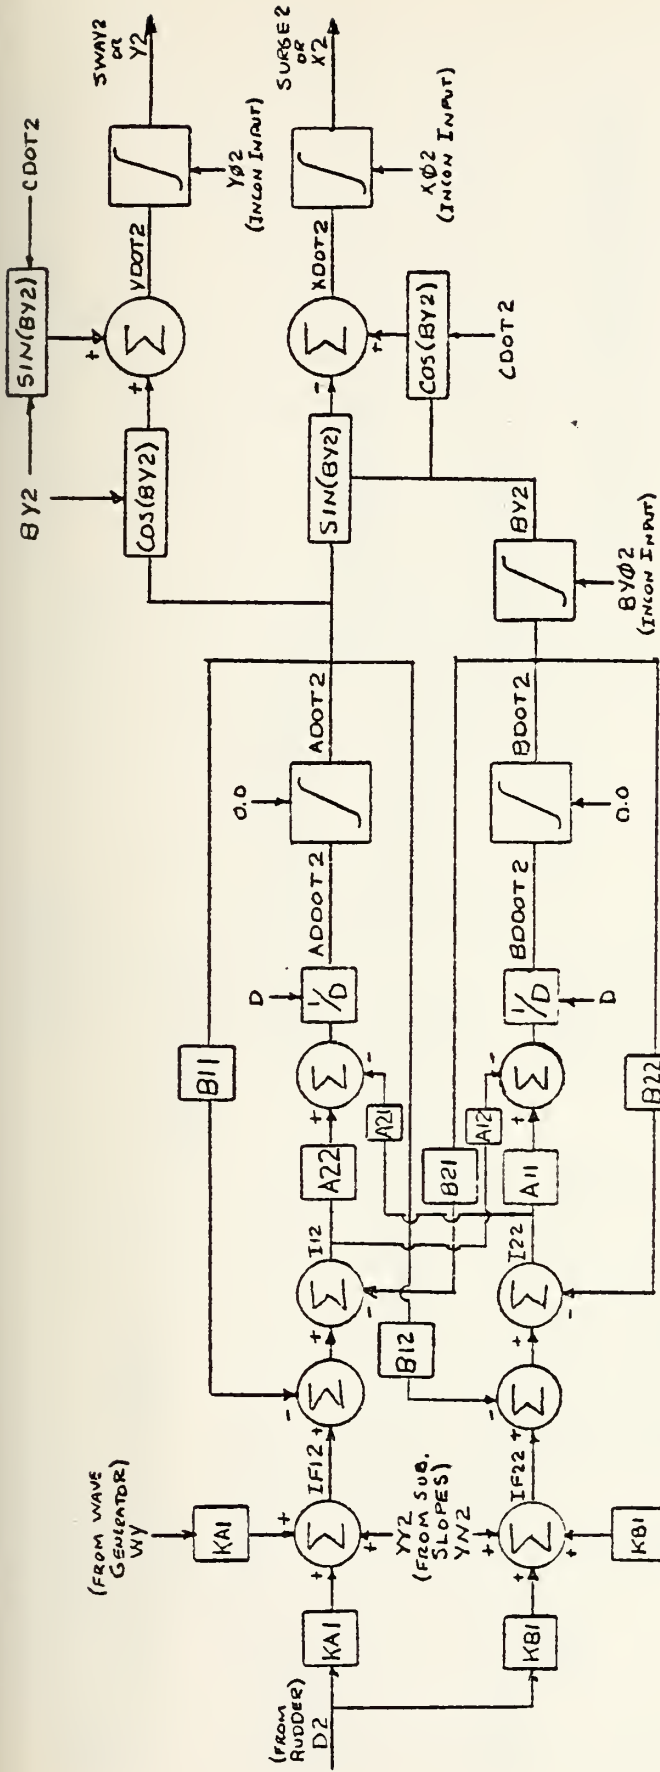 SWAY2
OR
Y2
SURGE2
OR
X2
CDOT2
SIN(BY2)
BY2
YDOT2
YØ2
(INCON INPUT)
XDOT2
XØ2
(INCON INPUT)
Σ
Σ
COS(BY2)
SIN(BY2)
COS(BY2)
CDOT2
BY2
BYØ2
(INCON INPUT)
ADOT2
BDOT2
0.0
0.0
ADDOT2
BDDOT2
D
1/D
1/D
D
B11
Σ
Σ
A21
A12
B22
A22
B21
A11
I12
I22
Σ
Σ
B12
Σ
Σ
IF12
IF22
(FROM WAVE
GENERATOR)
WY
KA1
Σ
YY2
(FROM SUB.
SLOPES)
YN2
Σ
KB1
KA1
KB1
(FROM
RUDDER)
D2